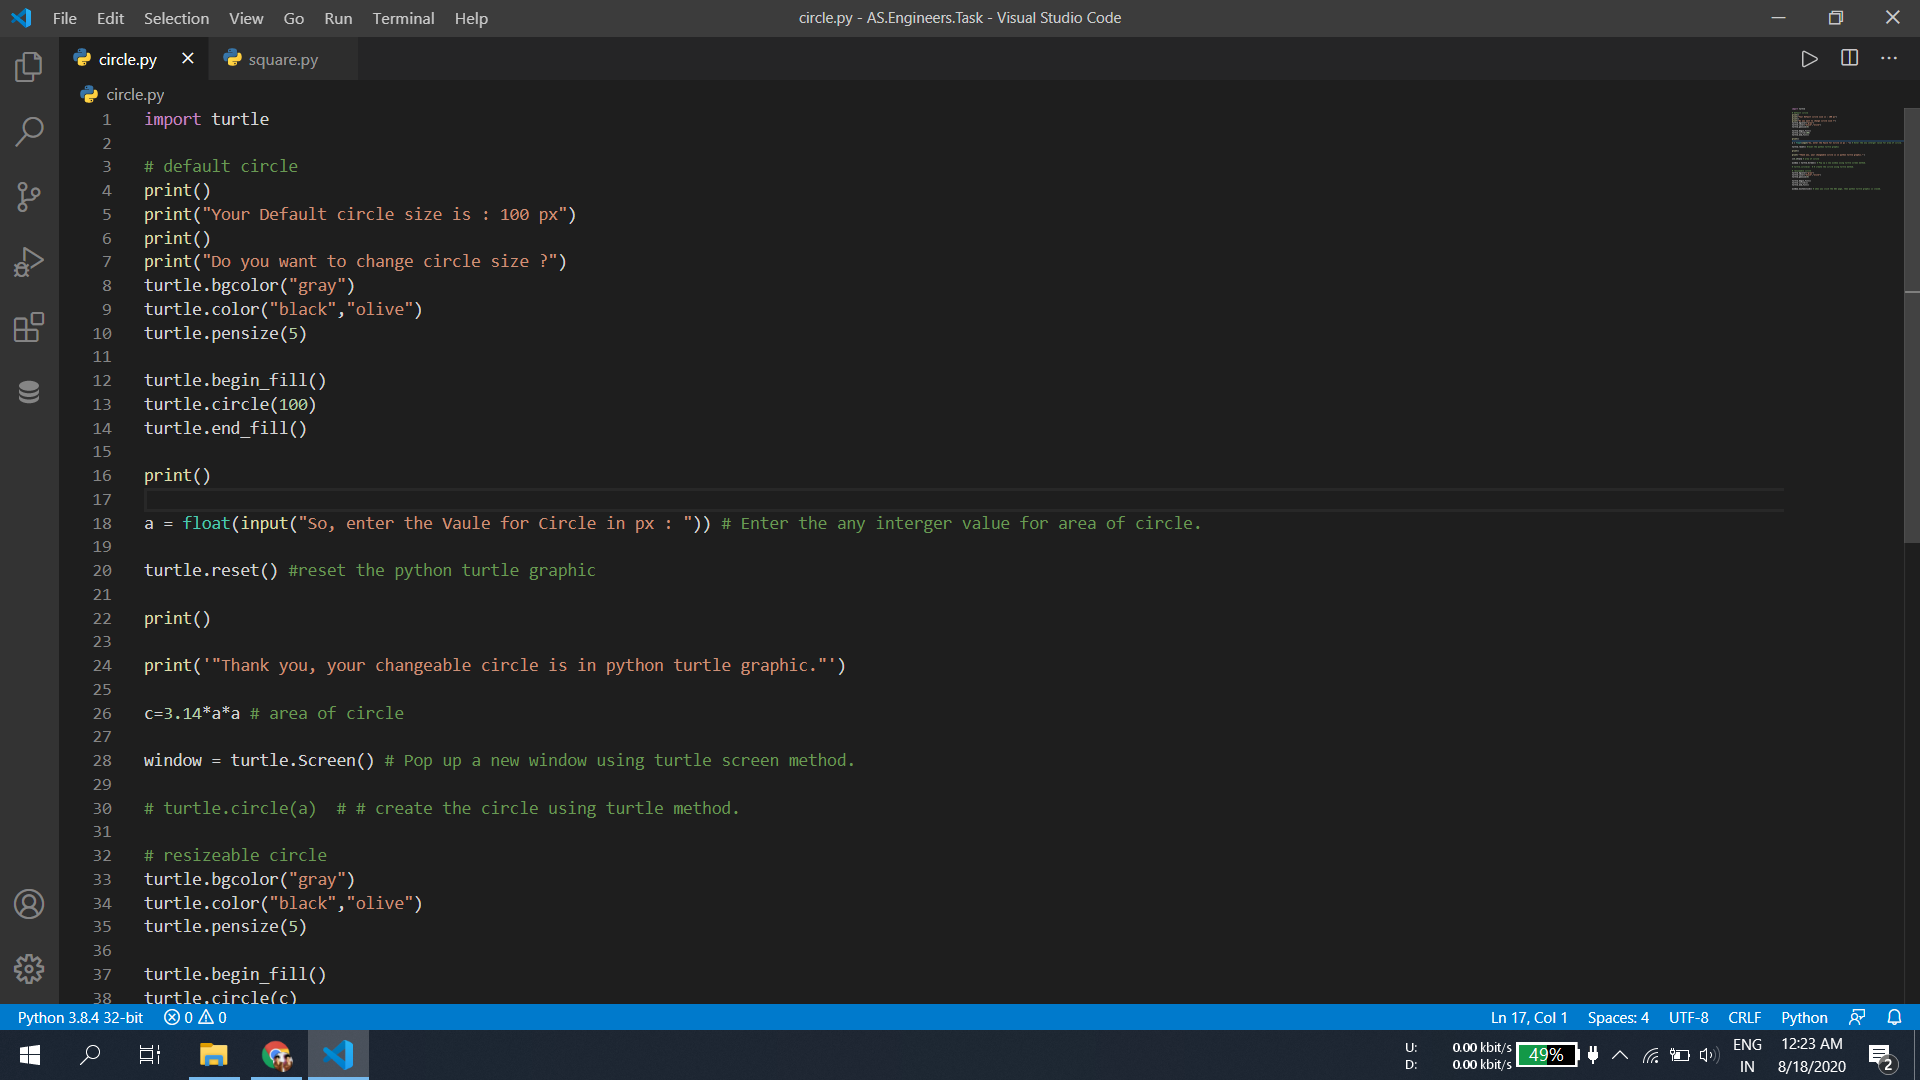 File Edit Selection View Go Run Terminal Help circle.py - AS.Engineers.Task - Visual Studio Code
circle.py square.py
circle.py
1 import turtle
2
3 # default circle
4 print()
5 print("Your Default circle size is : 100 px")
6 print()
7 print("Do you want to change circle size ?")
8 turtle.bgcolor("gray")
9 turtle.color("black","olive")
10 turtle.pensize(5)
11
12 turtle.begin_fill()
13 turtle.circle(100)
14 turtle.end_fill()
15
16 print()
17
18 a = float(input("So, enter the Vaule for Circle in px : ")) # Enter the any interger value for area of circle.
19
20 turtle.reset() #reset the python turtle graphic
21
22 print()
23
24 print('"Thank you, your changeable circle is in python turtle graphic."')
25
26 c=3.14*a*a # area of circle
27
28 window = turtle.Screen() # Pop up a new window using turtle screen method.
29
30 # turtle.circle(a)  # # create the circle using turtle method.
31
32 # resizeable circle
33 turtle.bgcolor("gray")
34 turtle.color("black","olive")
35 turtle.pensize(5)
36
37 turtle.begin_fill()
38 turtle.circle(c)
Python 3.8.4 32-bit 0 0 Ln 17, Col 1 Spaces: 4 UTF-8 CRLF Python
U: 0.00 kbit/s
D: 0.00 kbit/s
49%
ENG
IN
12:23 AM
8/18/2020
2